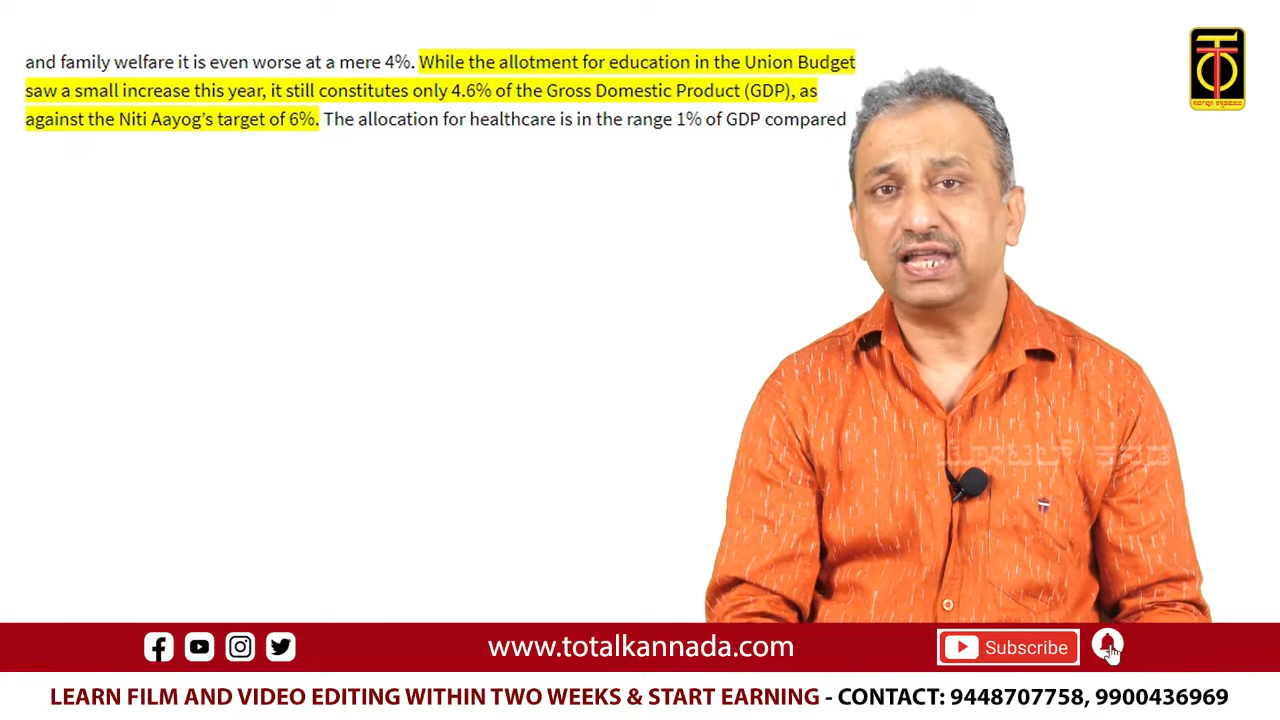 and family welfare it is even worse at a mere 4%. While the allotment for education in the Union Budget
saw a small increase this year, it still constitutes only 4.6% of the Gross Domestic Product (GDP), as
against the Niti Aayog's target of 6%. The allocation for healthcare is in the range 1% of GDP compared
ಟೋಟಲ್ ಕನ್ನಡ
www.totalkannada.com
Subscribe
LEARN FILM AND VIDEO EDITING WITHIN TWO WEEKS & START EARNING - CONTACT: 9448707758, 9900436969